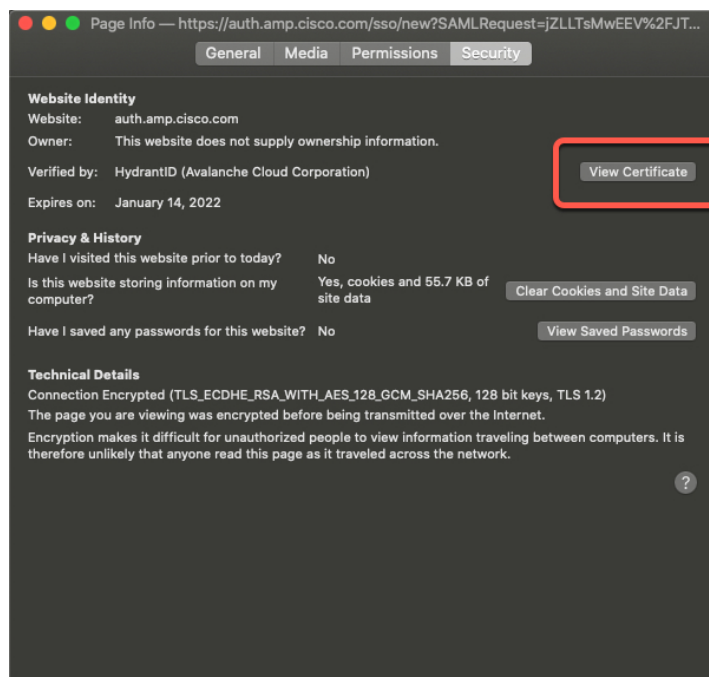 Page Info — https://auth.amp.cisco.com/sso/new?SAMLRequest=jZLLTsMwEEV%2FJT...
General Media Permissions Security
Website Identity
Website: auth.amp.cisco.com
Owner: This website does not supply ownership information.
Verified by: HydrantID (Avalanche Cloud Corporation) View Certificate
Expires on: January 14, 2022
Privacy & History
Have I visited this website prior to today? No
Is this website storing information on my Yes, cookies and 55.7 KB of
computer? site data Clear Cookies and Site Data
Have I saved any passwords for this website? No View Saved Passwords
Technical Details
Connection Encrypted (TLS_ECDHE_RSA_WITH_AES_128_GCM_SHA256, 128 bit keys, TLS 1.2)
The page you are viewing was encrypted before being transmitted over the Internet.
Encryption makes it difficult for unauthorized people to view information traveling between computers. It is
therefore unlikely that anyone read this page as it traveled across the network.
?